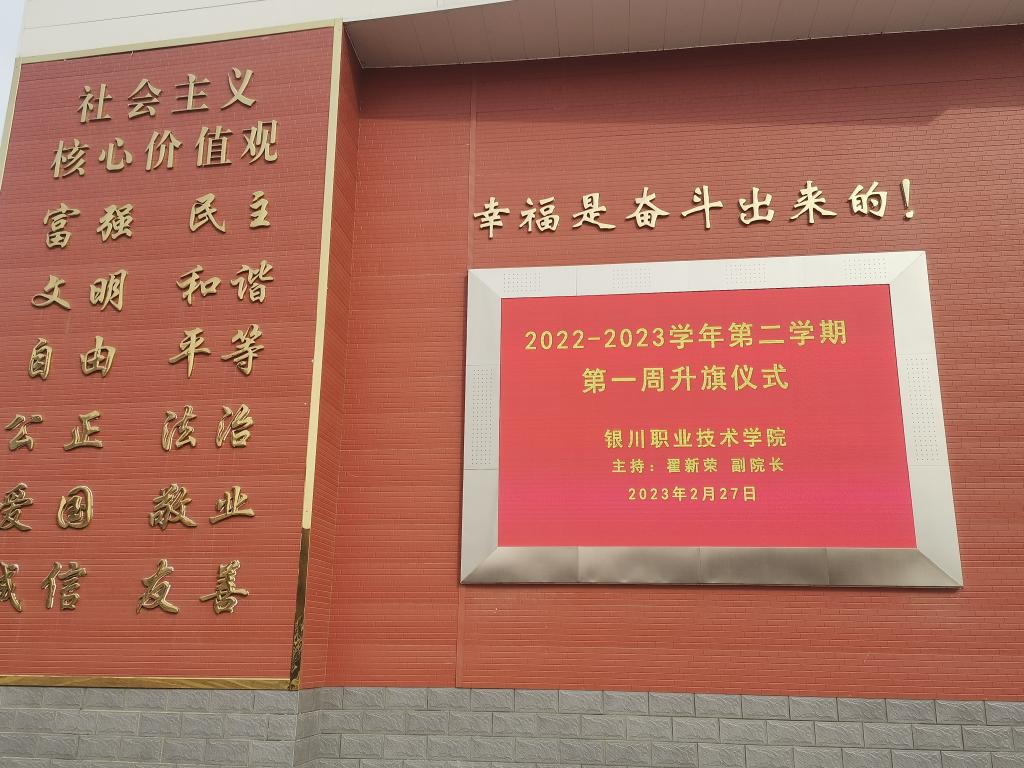 社会主义
核心价值观
富强 民主
文明 和谐
自由 平等
公正 法治
爱国 敬业
诚信 友善
幸福是奋斗出来的!
2022-2023学年第二学期
第一周升旗仪式
银川职业技术学院
主持：翟新荣 副院长
2023年2月27日